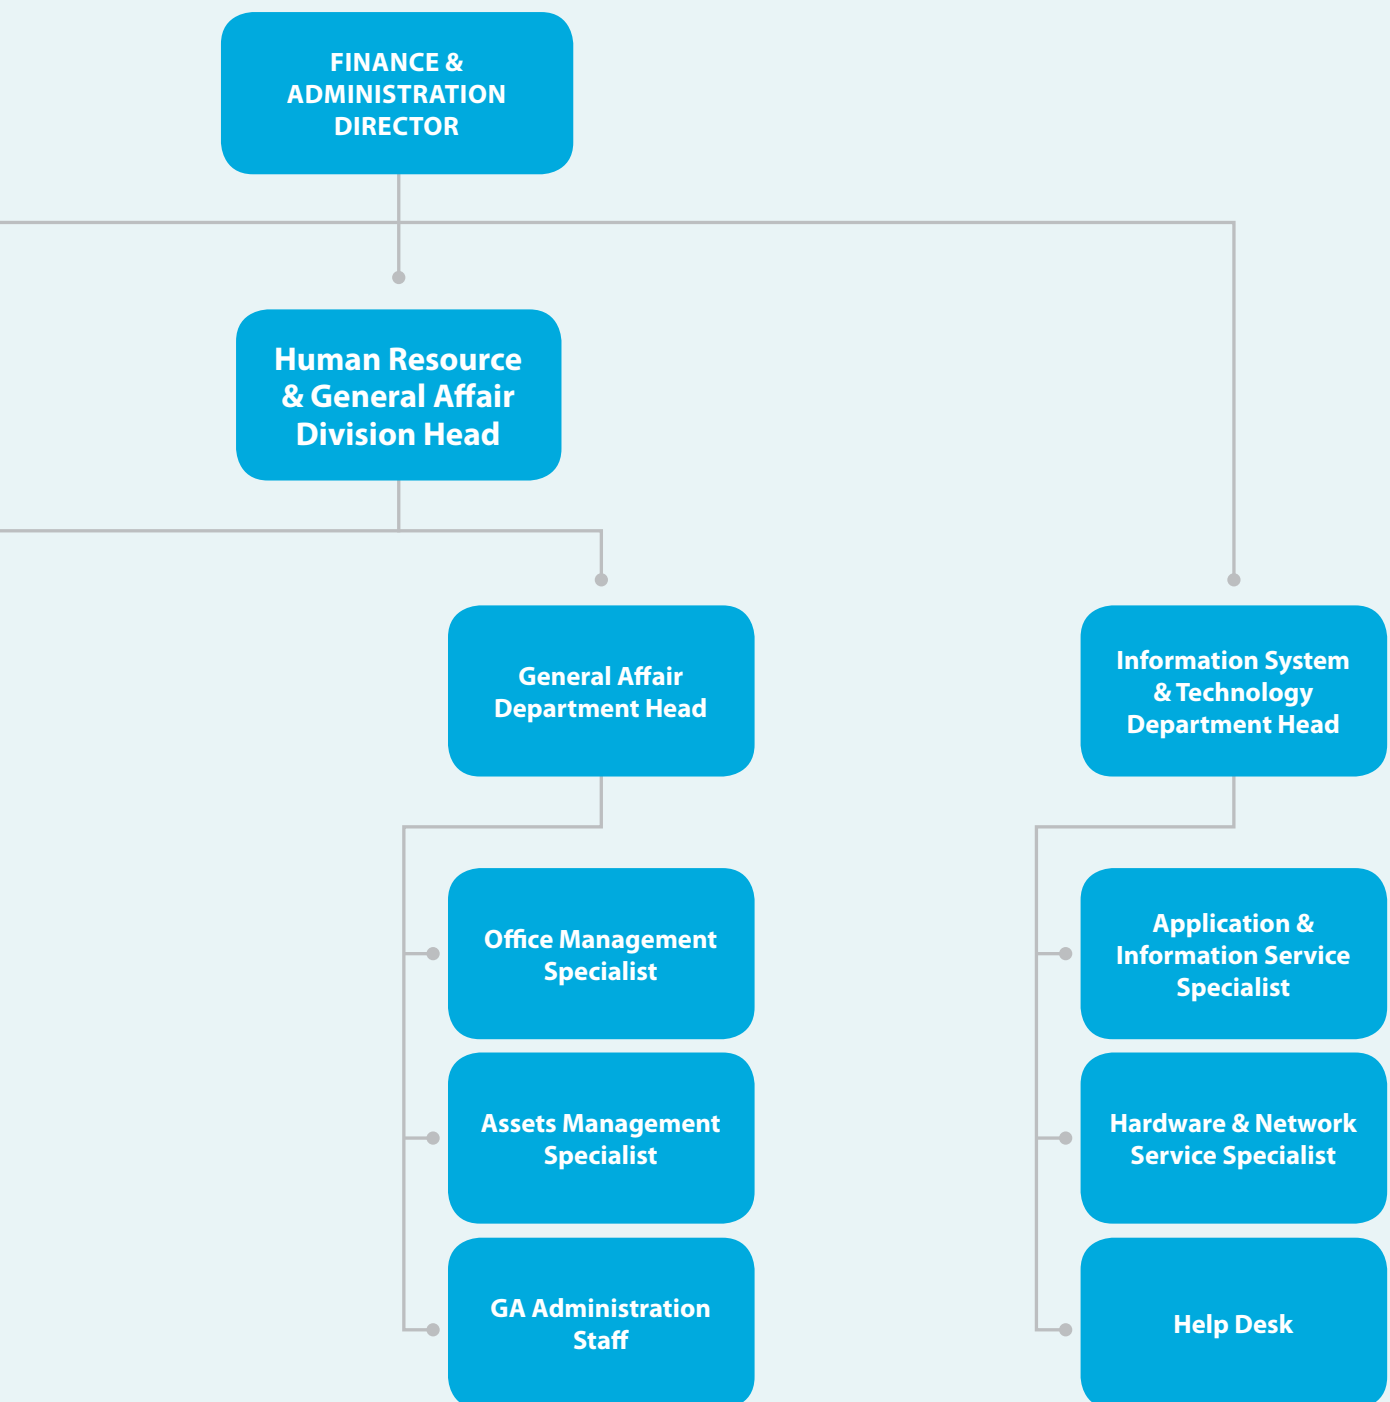 FINANCE &
ADMINISTRATION
DIRECTOR
Human Resource
& General Affair
Division Head
General Affair
Department Head
Information System
& Technology
Department Head
Office Management
Specialist
Application &
Information Service
Specialist
Assets Management
Specialist
Hardware & Network
Service Specialist
GA Administration
Staff
Help Desk